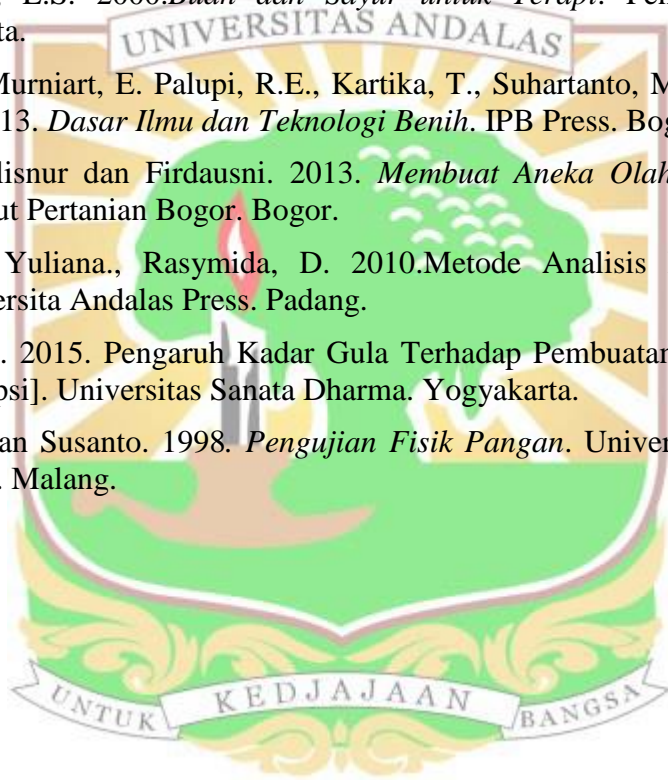 E.S. 2000.Buah dan Sayur untuk Terapi.
UNIVERSITAS ANDALAS
ta.
Murniart, E. Palupi, R.E., Kartika, T., Suhartanto, M
13. Dasar Ilmu dan Teknologi Benih. IPB Press. Bog
lisnur dan Firdausni. 2013. Membuat Aneka Olah
ut Pertanian Bogor. Bogor.
Yuliana., Rasymida, D. 2010.Metode Analisis
ersita Andalas Press. Padang.
. 2015. Pengaruh Kadar Gula Terhadap Pembuatan
psi]. Universitas Sanata Dharma. Yogyakarta.
an Susanto. 1998. Pengujian Fisik Pangan. Univer
. Malang.
UNTUK KEDJAJAAN BANGSA